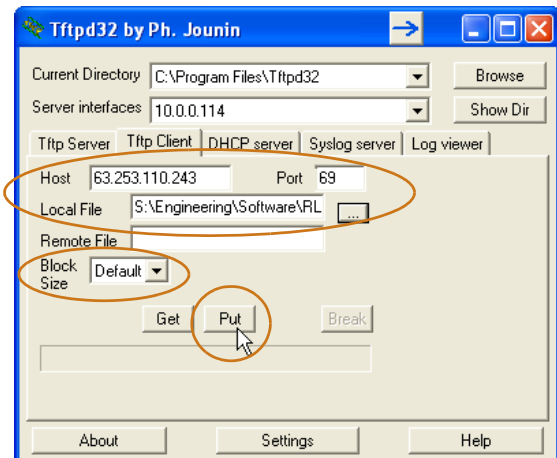 Tftpd32 by Ph. Jounin
Current Directory C:\Program Files\Tftpd32 Browse
Server interfaces 10.0.0.114 Show Dir
Tftp Server Tftp Client DHCP server Syslog server Log viewer
Host 63.253.110.243 Port 69
Local File S:\Engineering\Software\RL ...
Remote File
Block Size Default
Get Put Break
About Settings Help